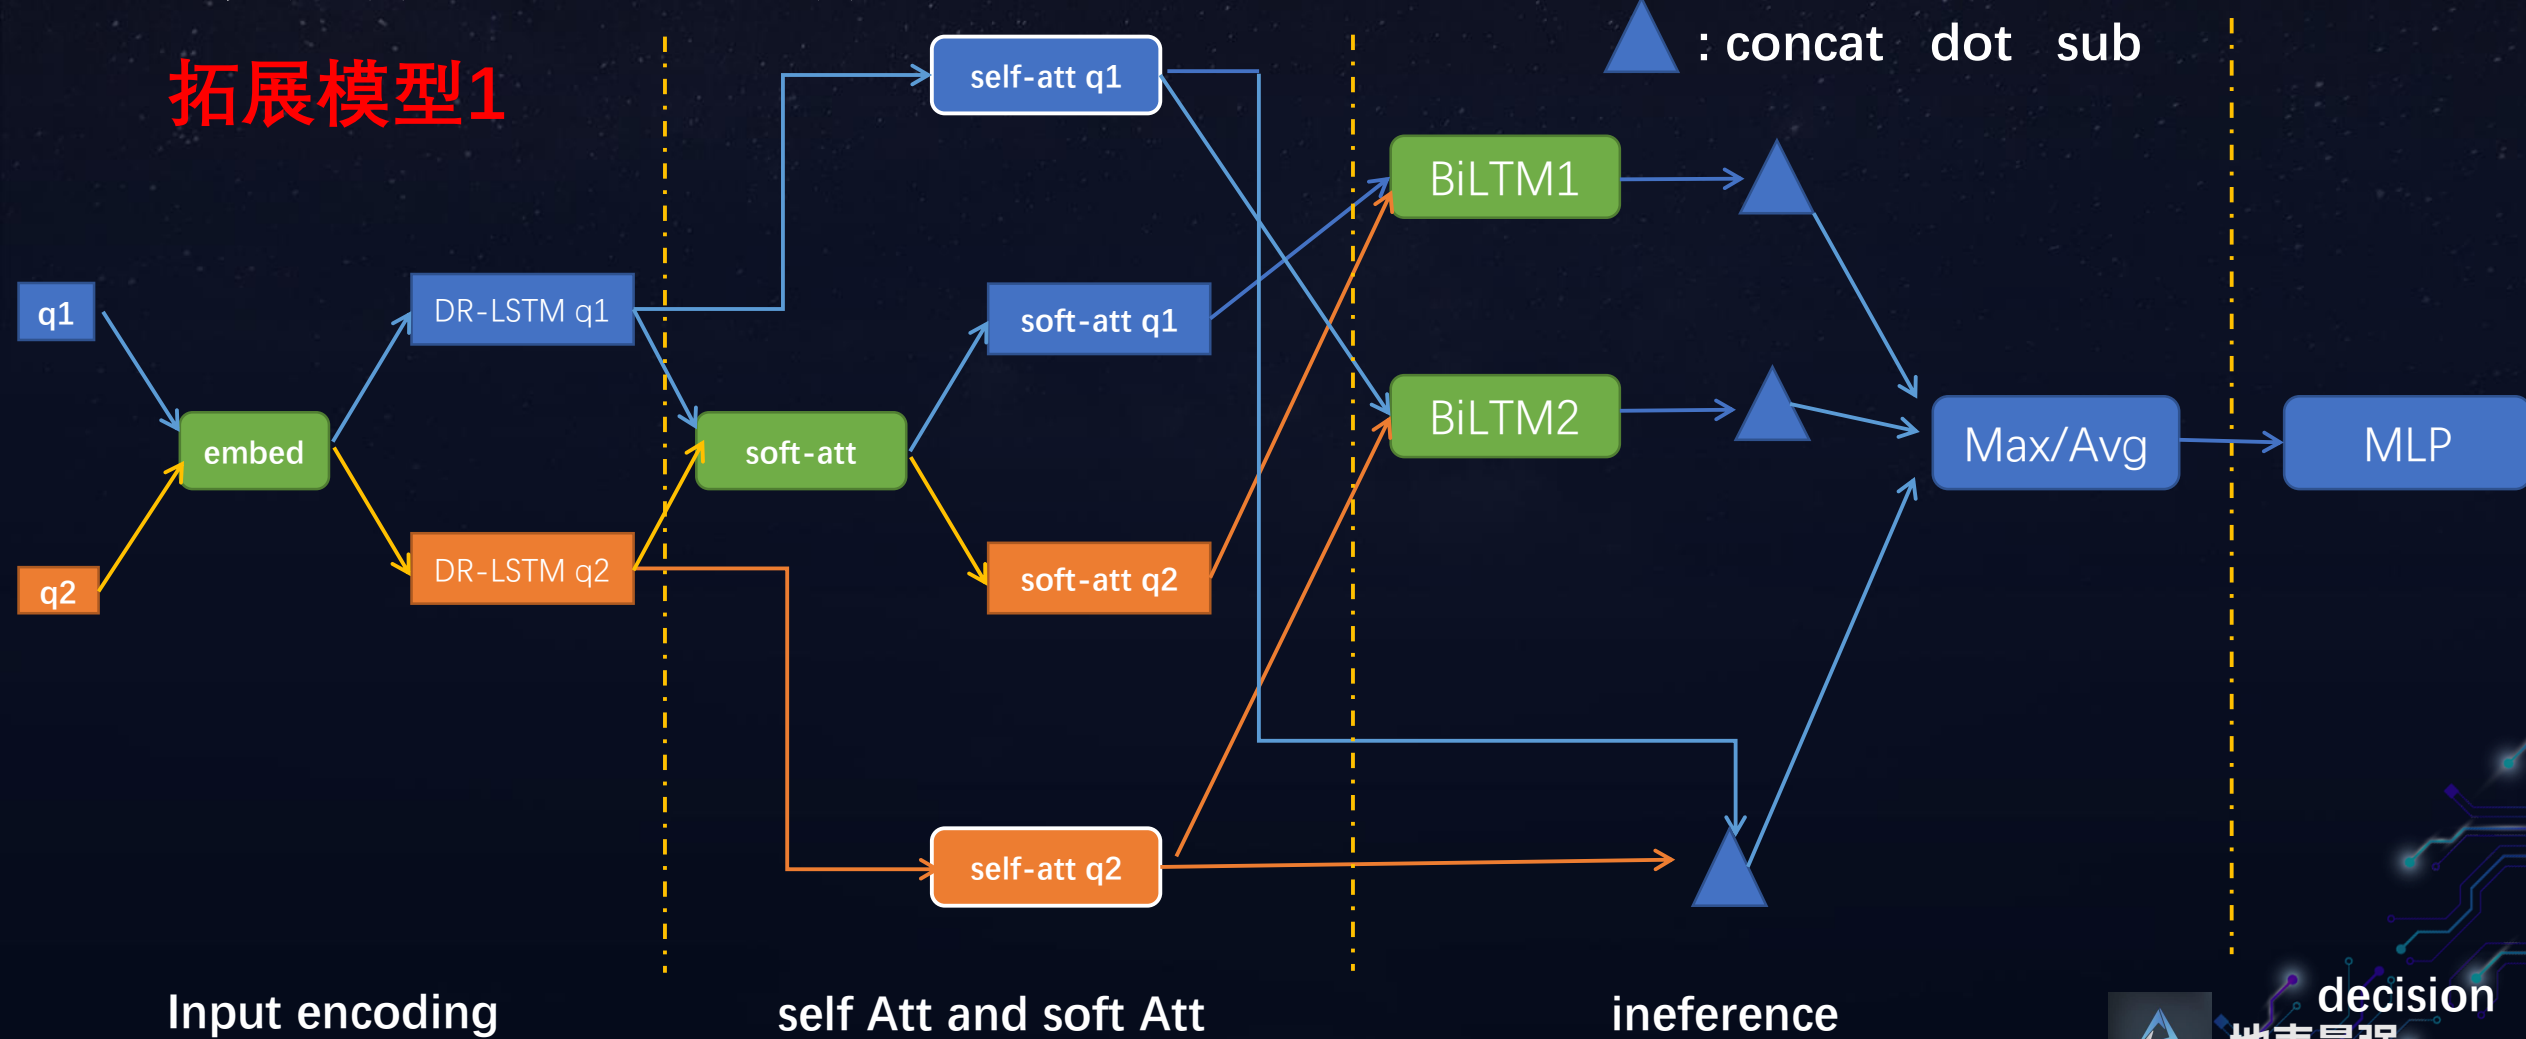 拓展模型1
: concat dot sub
self-att q1
BiLTM1
q1
DR-LSTM q1
soft-att q1
embed
soft-att
BiLTM2
Max/Avg
MLP
q2
DR-LSTM q2
soft-att q2
self-att q2
Input encoding
self Att and soft Att
ineference
decision